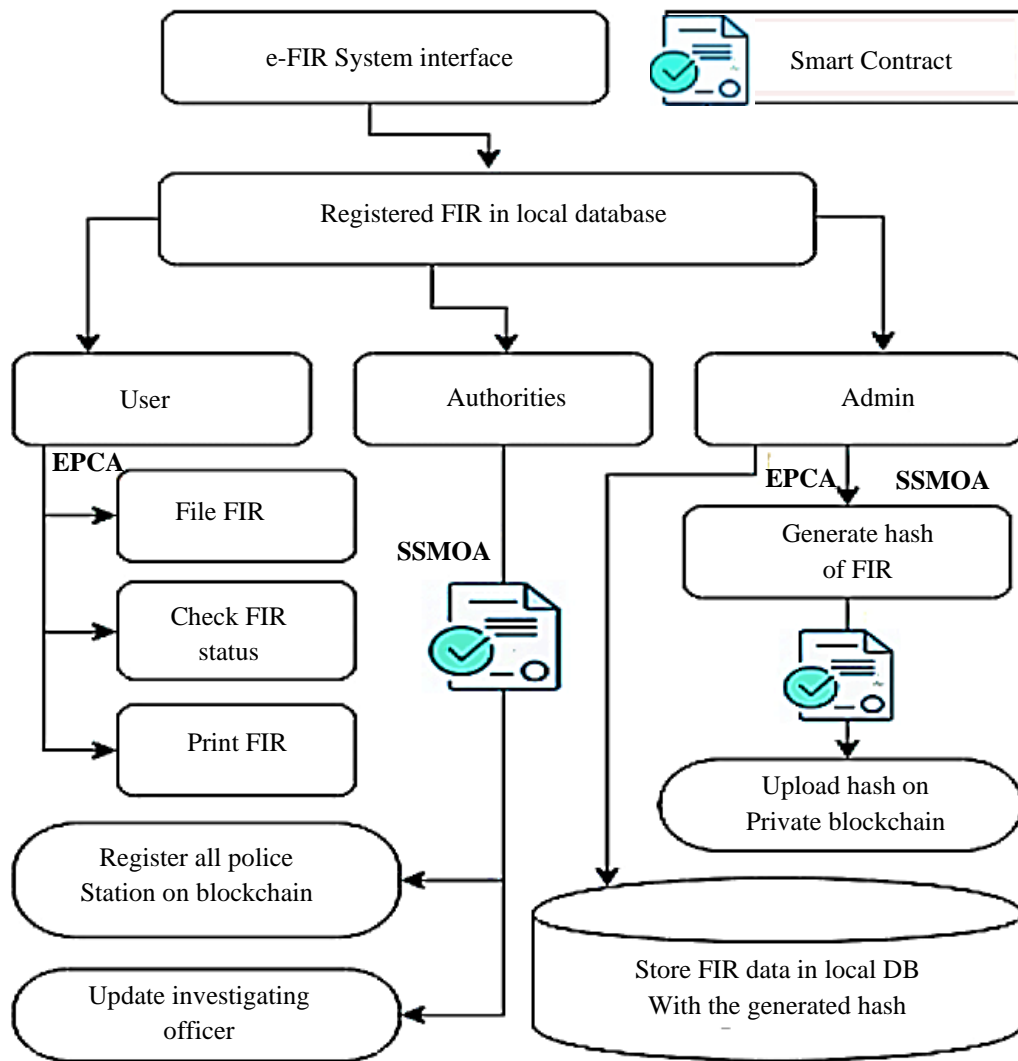 e-FIR System interface
Smart Contract
Registered FIR in local database
User
Authorities
Admin
EPCA
EPCA
SSMOA
File FIR
Generate hash
of FIR
SSMOA
Check FIR
status
Print FIR
Upload hash on
Private blockchain
Register all police
Station on blockchain
Store FIR data in local DB
With the generated hash
Update investigating
officer